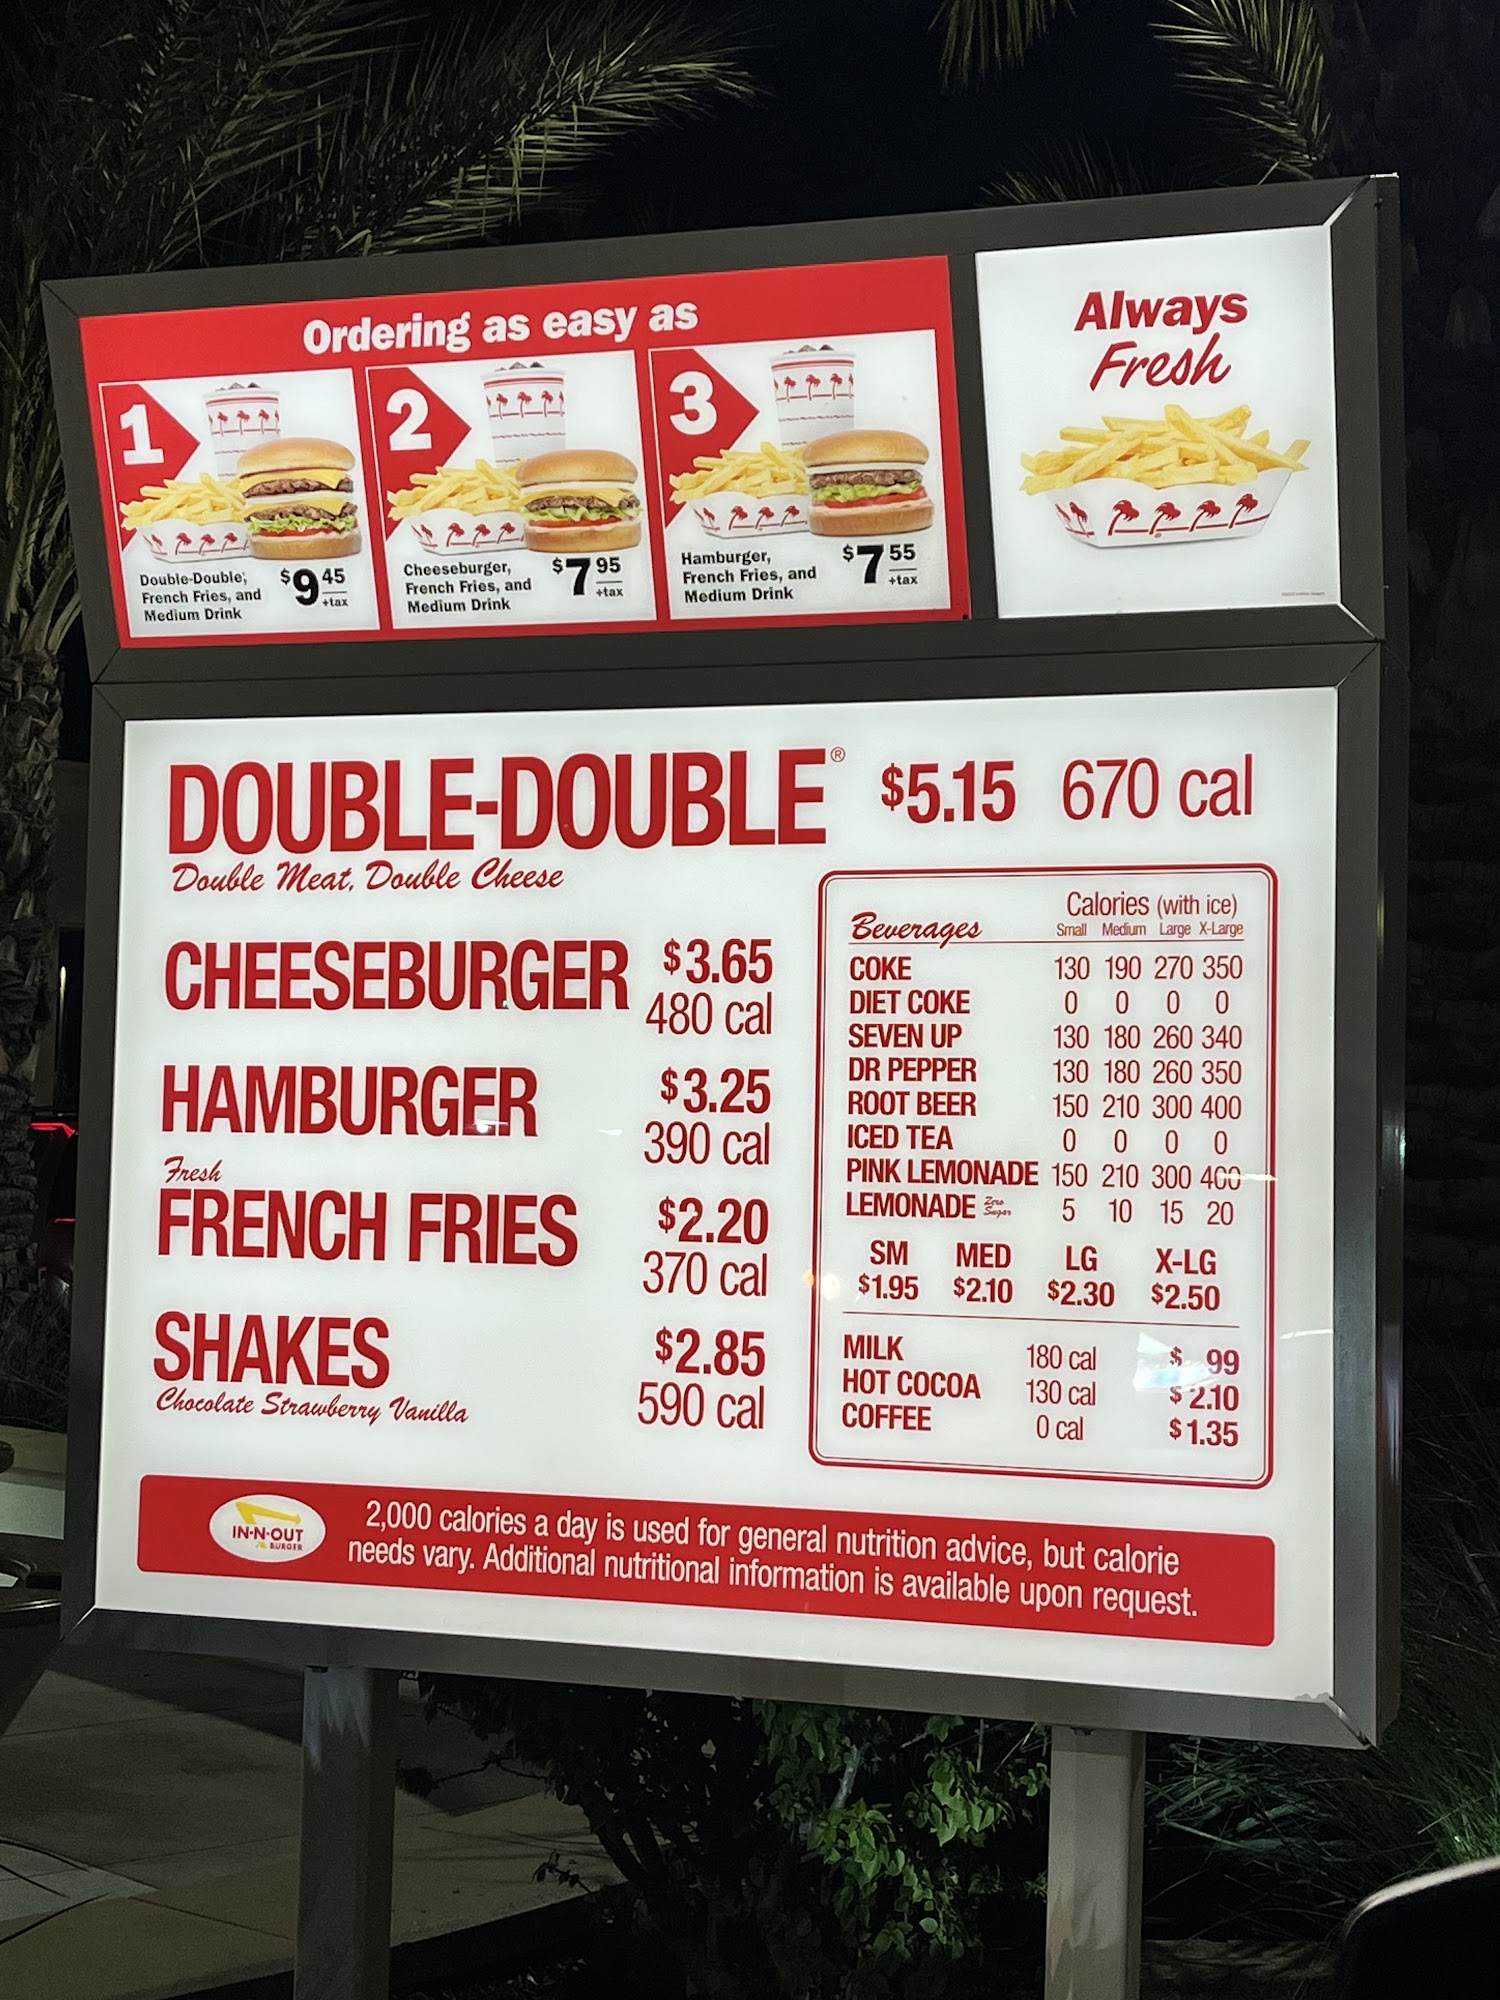 Ordering as easy as
1
Double-Double®,
French Fries, and
Medium Drink
$9 45
+tax
2
Cheeseburger,
French Fries, and
Medium Drink
$7 95
+tax
3
Hamburger,
French Fries, and
Medium Drink
$7 55
+tax
Always
Fresh
DOUBLE-DOUBLE® $5.15 670 cal
Double Meat, Double Cheese
CHEESEBURGER $3.65
480 cal
HAMBURGER $3.25
390 cal
Fresh
FRENCH FRIES $2.20
370 cal
SHAKES $2.85
Chocolate Strawberry Vanilla 590 cal
Calories (with ice)
Beverages Small Medium Large X-Large
COKE 130 190 270 350
DIET COKE 0 0 0 0
SEVEN UP 130 180 260 340
DR PEPPER 130 180 260 350
ROOT BEER 150 210 300 400
ICED TEA 0 0 0 0
PINK LEMONADE 150 210 300 400
LEMONADE Zero Sugar 5 10 15 20
SM MED LG X-LG
$1.95 $2.10 $2.30 $2.50
MILK 180 cal $ .99
HOT COCOA 130 cal $2.10
COFFEE 0 cal $1.35
IN-N-OUT
BURGER
2,000 calories a day is used for general nutrition advice, but calorie
needs vary. Additional nutritional information is available upon request.